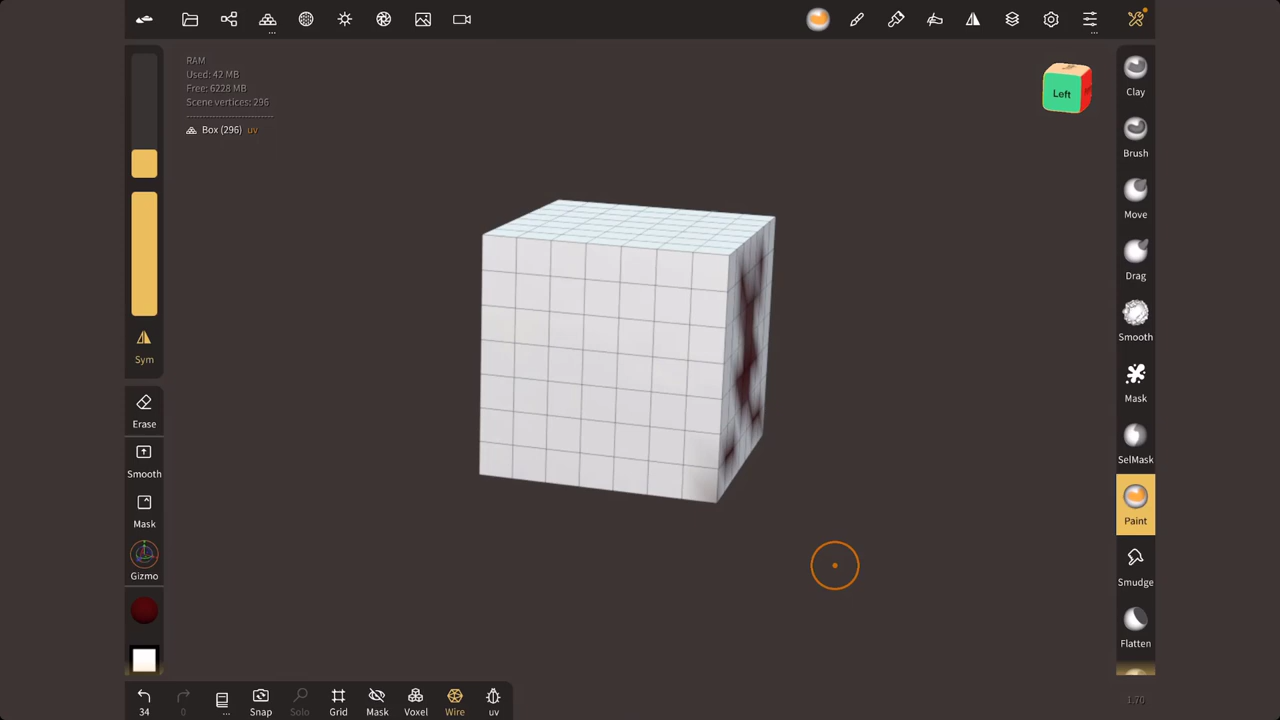 RAM
Used: 42 MB
Free: 6228 MB
Scene vertices: 296
----------------------------
Box (296) uv
Left
Sym
Erase
Smooth
Mask
Gizmo
Clay
Brush
Move
Drag
Smooth
Mask
SelMask
Paint
Smudge
Flatten
34
0
...
Snap
Solo
Grid
Mask
Voxel
Wire
uv
1.70